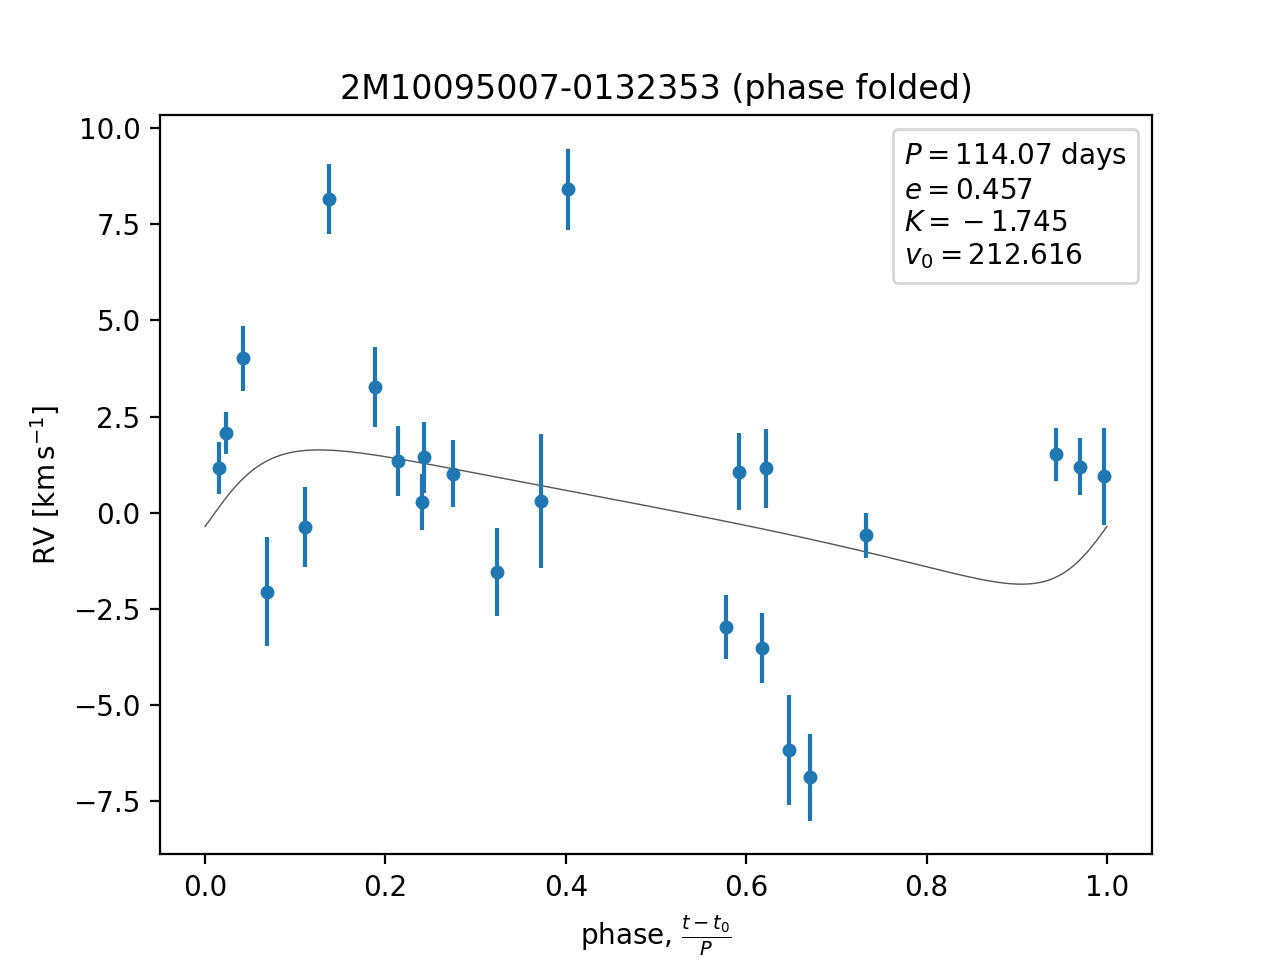 2M10095007-0132353 (phase folded)
P = 114.07 days
e = 0.457
K = −1.745
v₀ = 212.616
10.0
7.5
5.0
2.5
0.0
−2.5
−5.0
−7.5
RV [km s⁻¹]
0.0 0.2 0.4 0.6 0.8 1.0
phase, (t − t₀)/P